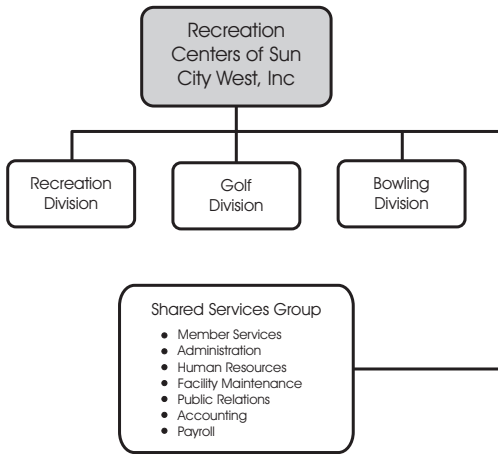 Recreation
Centers of Sun
City West, Inc
Recreation
Division
Golf
Division
Bowling
Division
Shared Services Group
• Member Services
• Administration
• Human Resources
• Facility Maintenance
• Public Relations
• Accounting
• Payroll